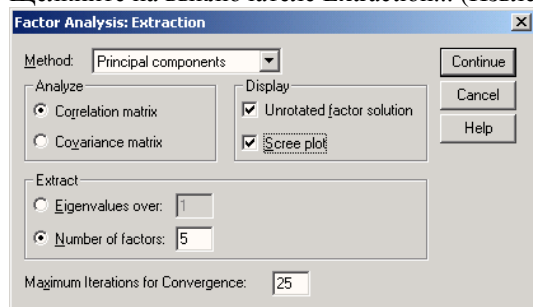 Factor Analysis: Extraction
Method: Principal components
Continue
Cancel
Help
Analyze
Correlation matrix
Covariance matrix
Display
Unrotated factor solution
Scree plot
Extract
Eigenvalues over: 1
Number of factors: 5
Maximum Iterations for Convergence: 25